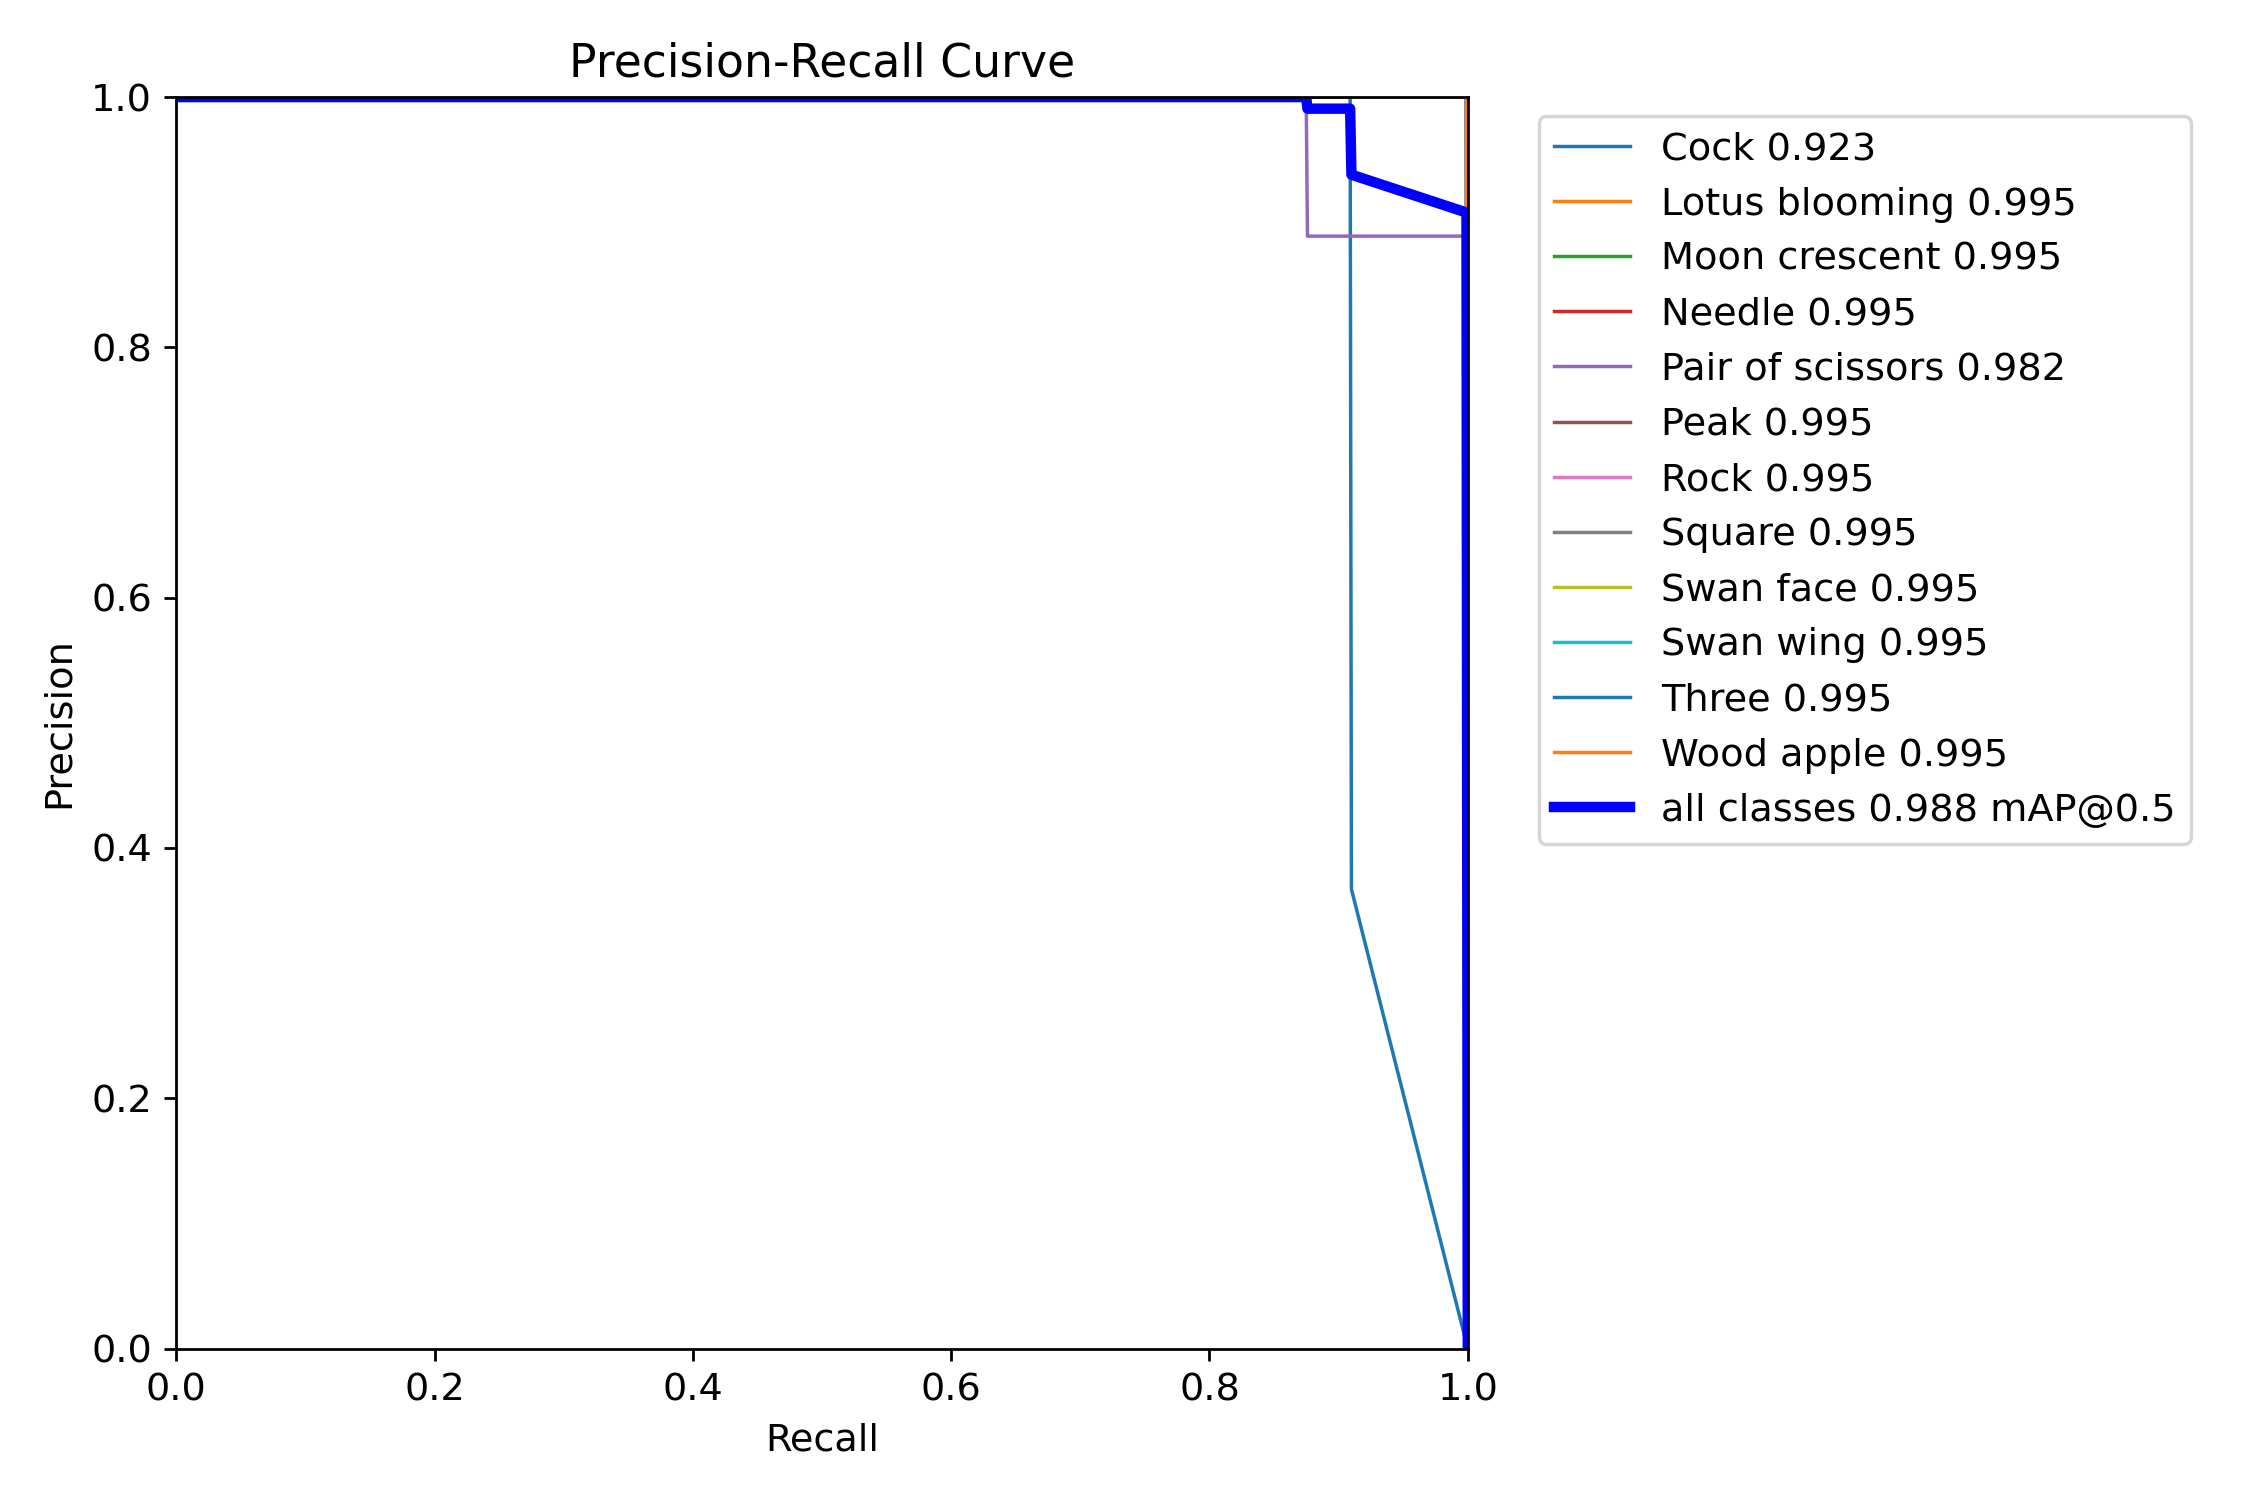 Precision-Recall Curve
1.0
0.8
0.6
0.4
0.2
0.0
Precision
0.0 0.2 0.4 0.6 0.8 1.0
Recall
Cock 0.923
Lotus blooming 0.995
Moon crescent 0.995
Needle 0.995
Pair of scissors 0.982
Peak 0.995
Rock 0.995
Square 0.995
Swan face 0.995
Swan wing 0.995
Three 0.995
Wood apple 0.995
all classes 0.988 mAP@0.5